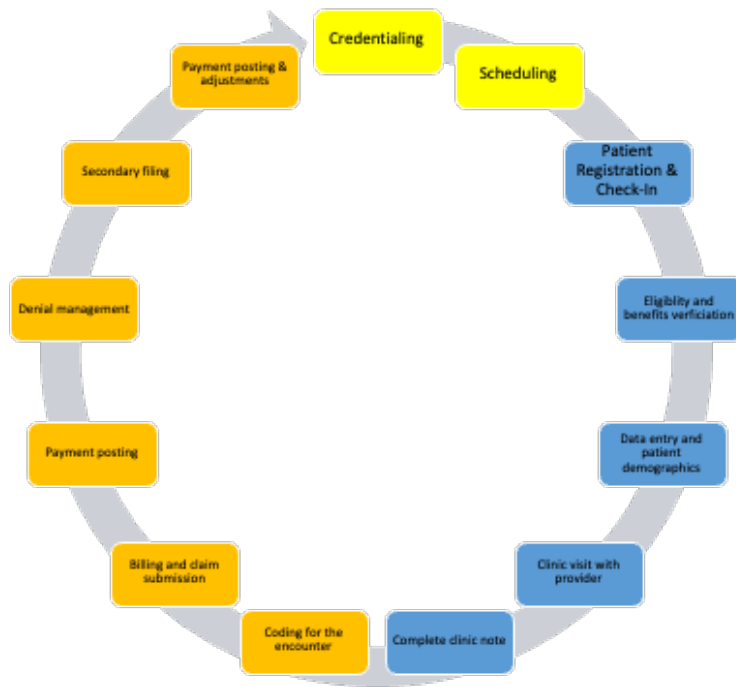 Credentialing
Scheduling
Patient
Registration &
Check-In
Eligiblity and
benefits verficiation
Data entry and
patient
demographics
Clinic visit with
provider
Complete clinic note
Coding for the
encounter
Billing and claim
submission
Payment posting
Denial management
Secondary filing
Payment posting &
adjustments